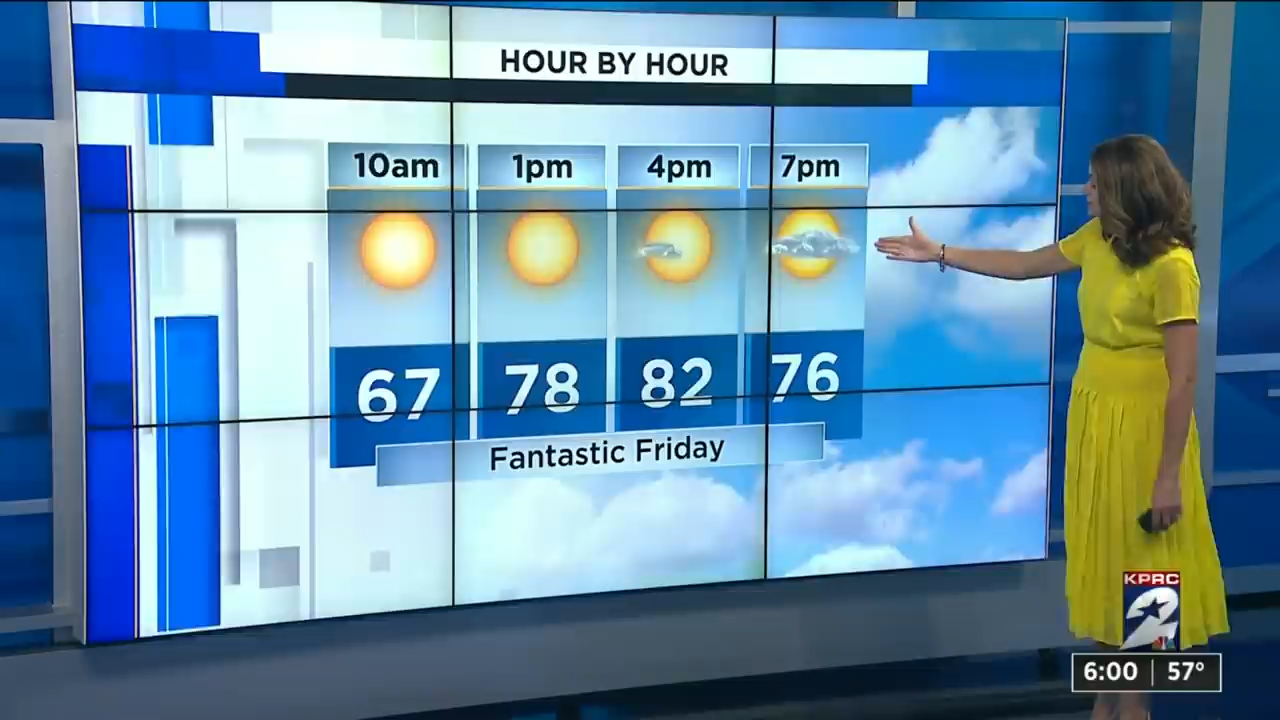 HOUR BY HOUR
10am 1pm 4pm 7pm
67 78 82 76
Fantastic Friday
KPRC
2
6:00 57°